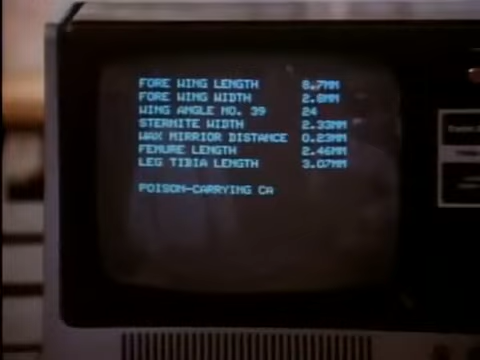 FORE WING LENGTH 8.7MM
FORE WING WIDTH 2.8MM
WING ANGLE NO. 39 24
STERNITE WIDTH 2.33MM
WAX MIRRIOR DISTANCE 0.23MM
FEMURE LENGTH 2.46MM
LEG TIBIA LENGTH 3.07MM
POISON-CARRYING CA